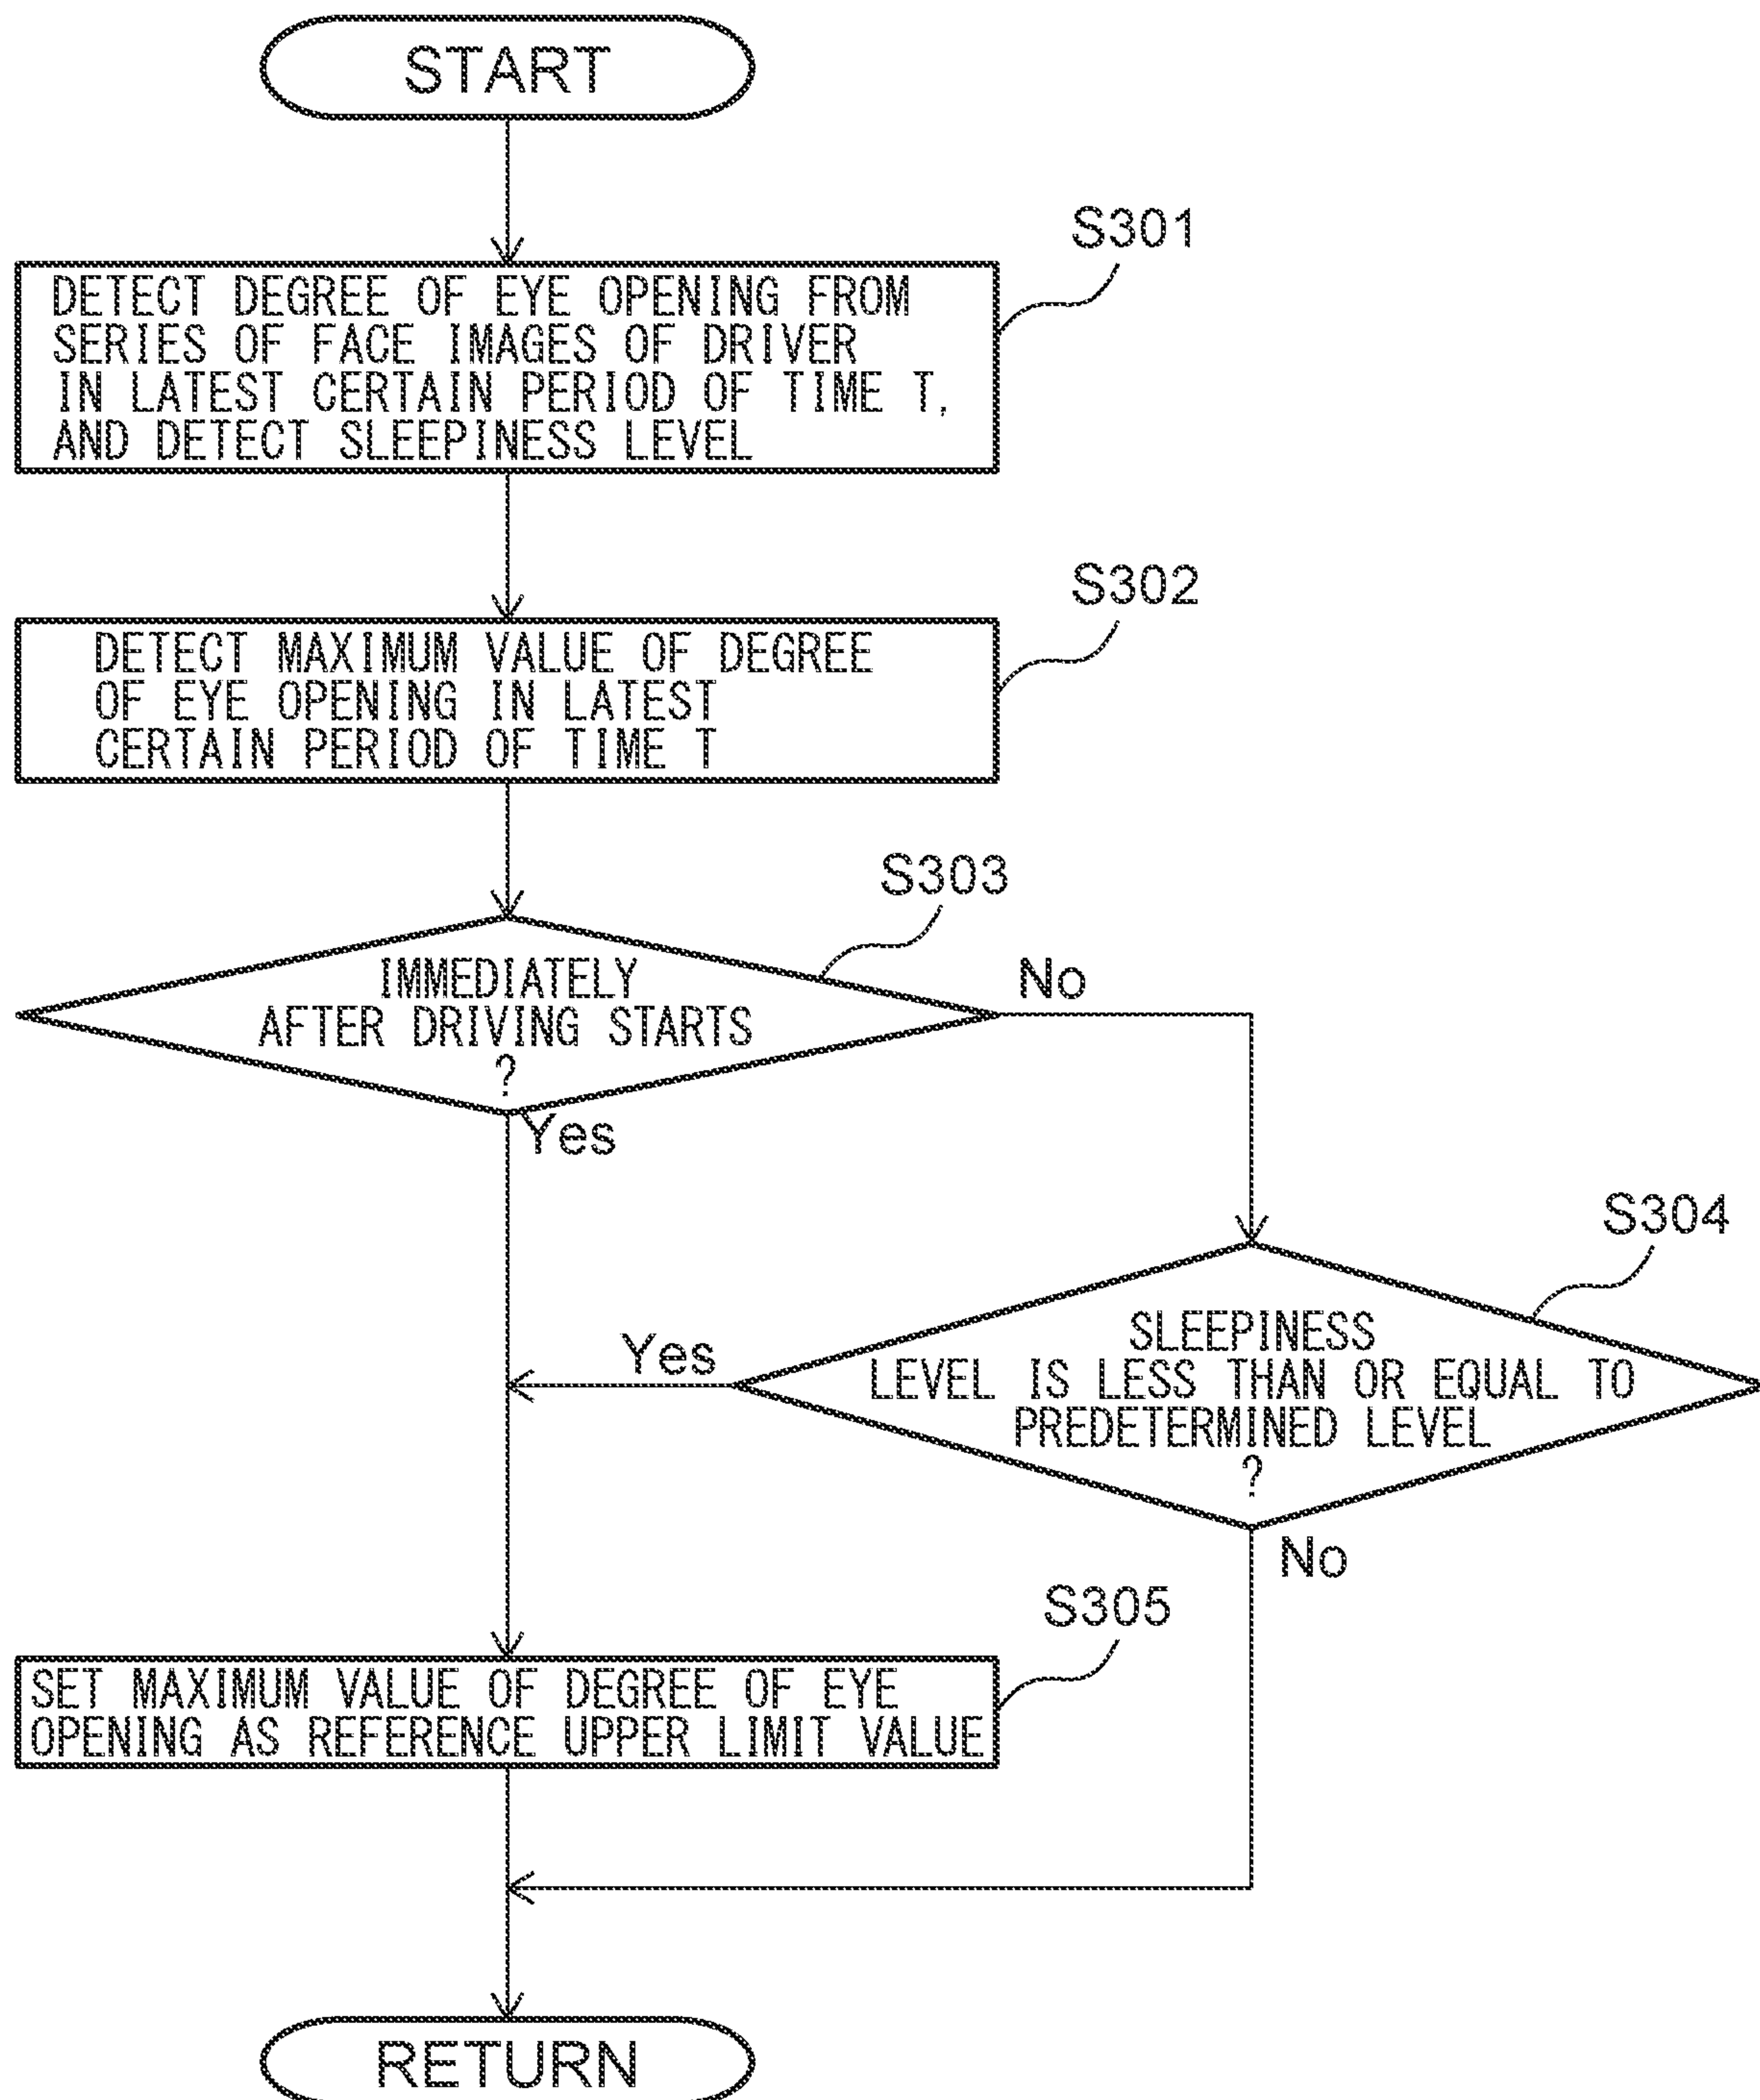 START
S301
DETECT DEGREE OF EYE OPENING FROM
SERIES OF FACE IMAGES OF DRIVER
IN LATEST CERTAIN PERIOD OF TIME T,
AND DETECT SLEEPINESS LEVEL
S302
DETECT MAXIMUM VALUE OF DEGREE
OF EYE OPENING IN LATEST
CERTAIN PERIOD OF TIME T
S303
IMMEDIATELY
AFTER DRIVING STARTS
?
No
Yes
S304
SLEEPINESS
LEVEL IS LESS THAN OR EQUAL TO
PREDETERMINED LEVEL
?
Yes
No
S305
SET MAXIMUM VALUE OF DEGREE OF EYE
OPENING AS REFERENCE UPPER LIMIT VALUE
RETURN